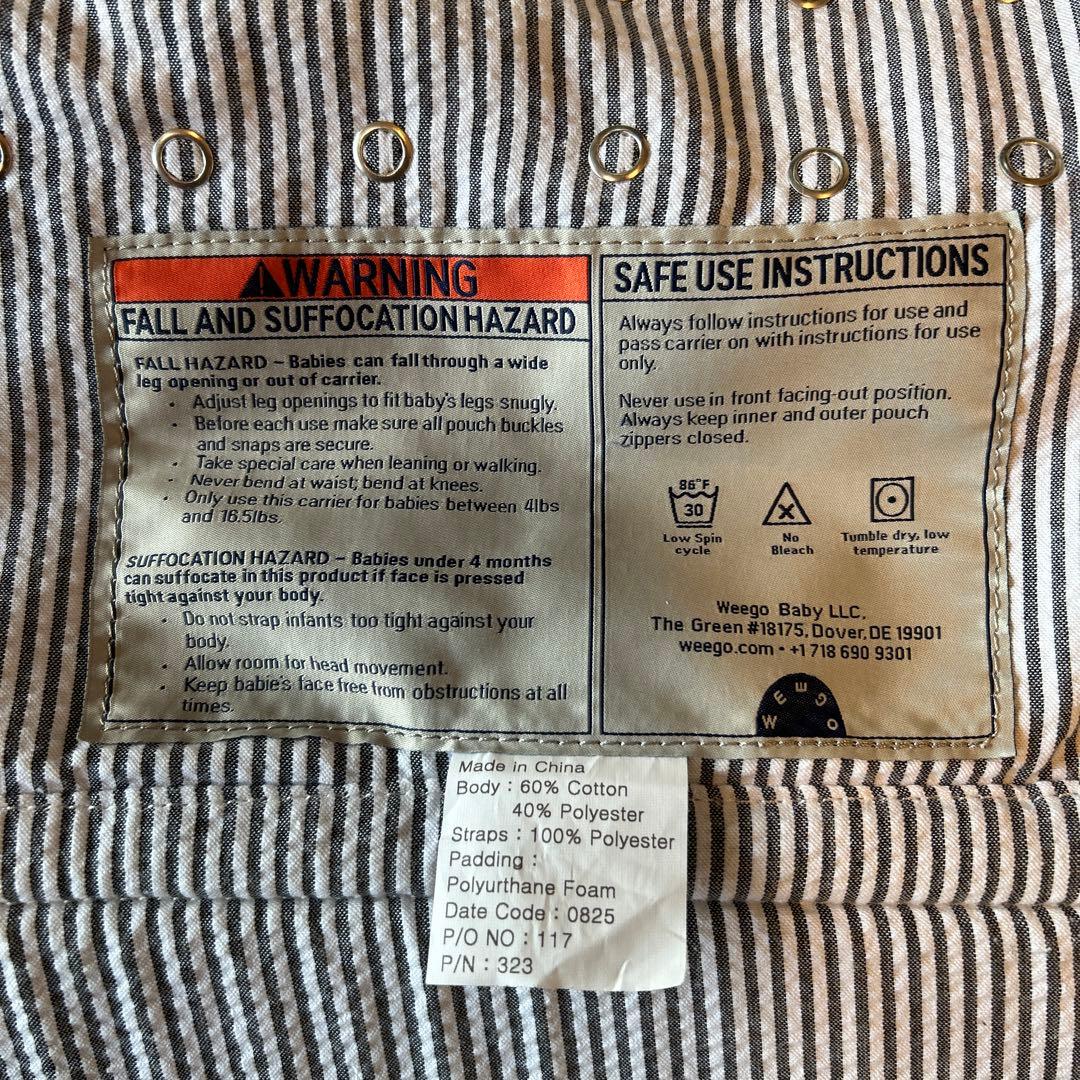 WARNING
FALL AND SUFFOCATION HAZARD
FALL HAZARD – Babies can fall through a wide
leg opening or out of carrier.
• Adjust leg openings to fit baby's legs snugly.
• Before each use make sure all pouch buckles
and snaps are secure.
• Take special care when leaning or walking.
• Never bend at waist; bend at knees.
• Only use this carrier for babies between 4lbs
and 16.5lbs.
SUFFOCATION HAZARD – Babies under 4 months
can suffocate in this product if face is pressed
tight against your body.
• Do not strap infants too tight against your
body.
• Allow room for head movement.
• Keep babie's face free from obstructions at all
times.
SAFE USE INSTRUCTIONS
Always follow instructions for use and
pass carrier on with instructions for use
only.
Never use in front facing-out position.
Always keep inner and outer pouch
zippers closed.
86°F
30
Low Spin
cycle
No
Bleach
Tumble dry, low
temperature
Weego Baby LLC,
The Green #18175, Dover, DE 19901
weego.com • +1 718 690 9301
WEEGO
Made in China
Body : 60% Cotton
40% Polyester
Straps : 100% Polyester
Padding :
Polyurthane Foam
Date Code : 0825
P/O NO : 117
P/N : 323